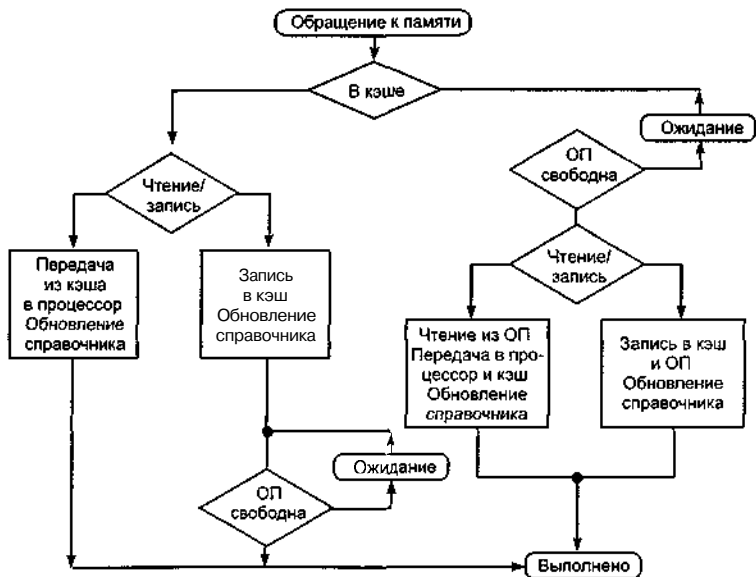 Обращение к памяти
В кэше
Ожидание
ОП
свободна
Чтение/
запись
Чтение/
запись
Передача
из кэша
в процессор
Обновление
справочника
Запись
в кэш
Обновление
справочника
Чтение из ОП
Передача в про-
цессор и кэш
Обновление
справочника
Запись в кэш
и ОП
Обновление
справочника
Ожидание
ОП
свободна
Выполнено